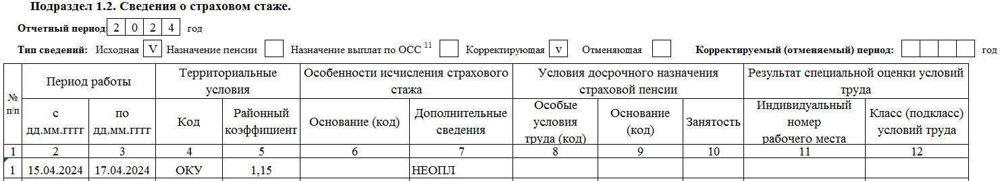 Подраздел 1.2. Сведения о страховом стаже.
Отчетный период: 2 0 2 4 год
Тип сведений: Исходная V Назначение пенсии Назначение выплат по ОСС 11 Корректирующая v Отменяющая Корректируемый (отменяемый) период: год
№ п/п
Период работы
Территориальные условия
Особенности исчисления страхового стажа
Условия досрочного назначения страховой пенсии
Результат специальной оценки условий труда
с дд.мм.гггг
по дд.мм.гггг
Код
Районный коэффициент
Основание (код)
Дополнительные сведения
Особые условия труда (код)
Основание (код)
Занятость
Индивидуальный номер рабочего места
Класс (подкласс) условий труда
1 2 3 4 5 6 7 8 9 10 11 12
1 15.04.2024 17.04.2024 ОКУ 1,15 НЕОПЛ